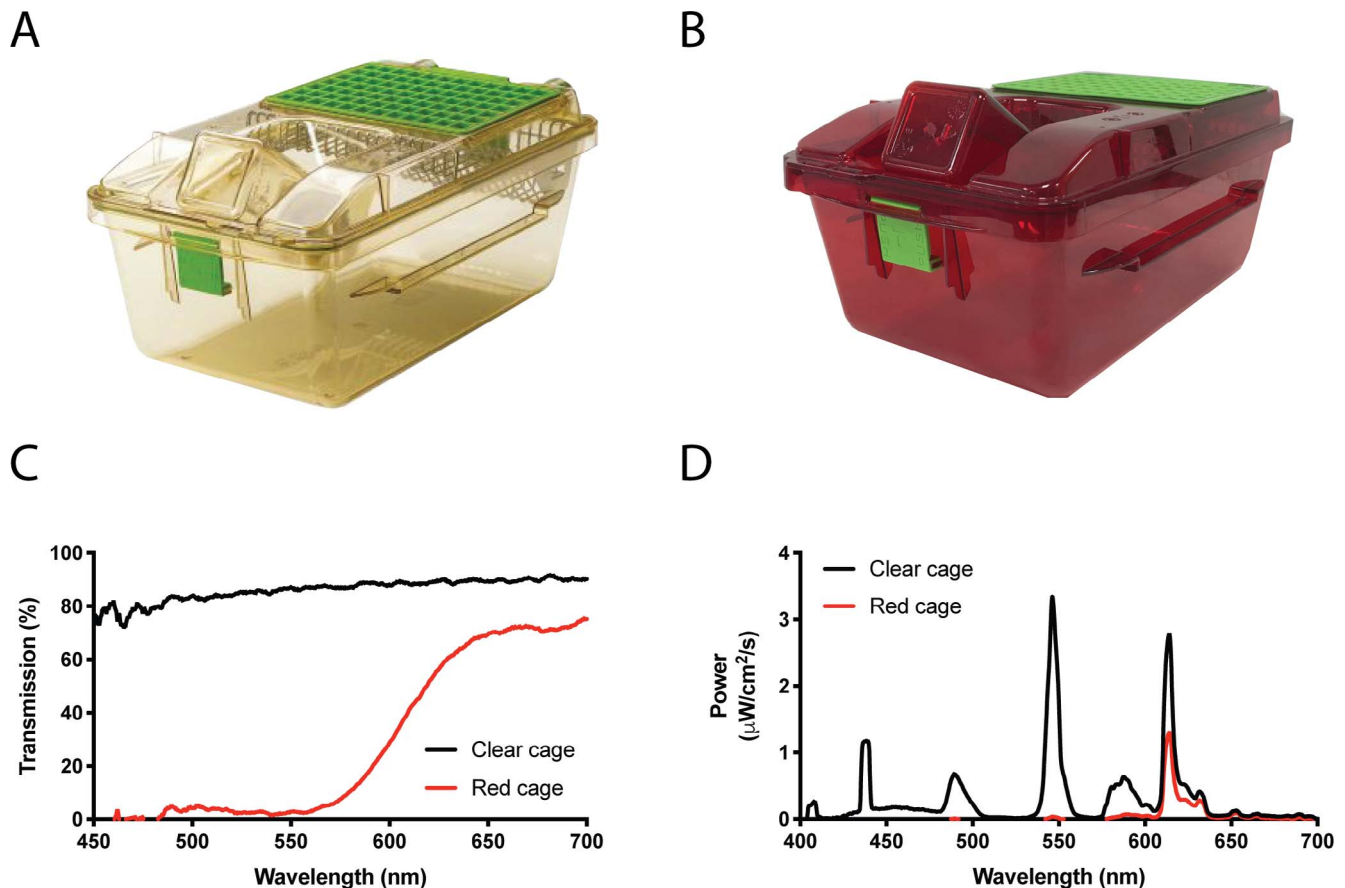 A
B
C
D
100
80
60
40
20
0
Transmission (%)
Clear cage
Red cage
450
500
550
600
650
700
Wavelength (nm)
4
3
2
1
0
Power
(μW/cm²/s)
Clear cage
Red cage
400
450
500
550
600
650
700
Wavelength (nm)